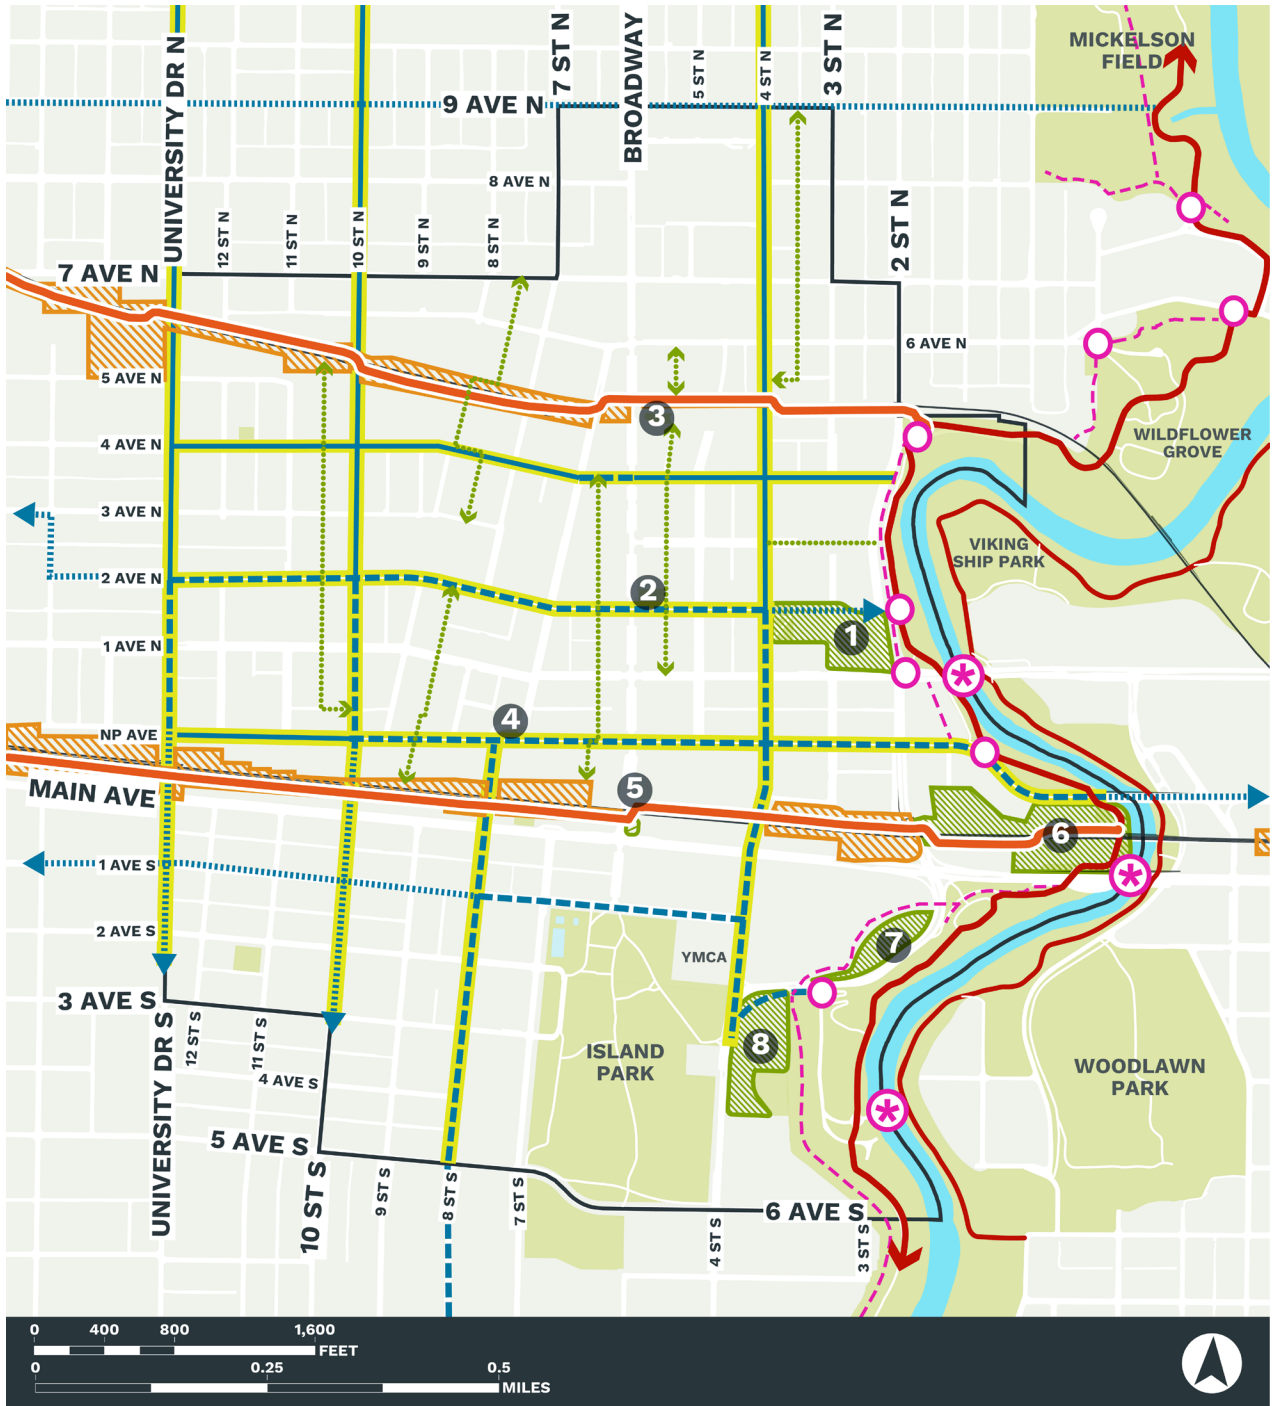 MICKELSON
FIELD
7 ST N
BROADWAY
5 ST N
4 ST N
3 ST N
UNIVERSITY DR N
9 AVE N
8 AVE N
12 ST N
11 ST N
10 ST N
9 ST N
8 ST N
2 ST N
7 AVE N
6 AVE N
5 AVE N
3
4 AVE N
WILDFLOWER
GROVE
3 AVE N
VIKING
SHIP PARK
2 AVE N
2
1
1 AVE N
NP AVE
4
MAIN AVE
5
6
1 AVE S
2 AVE S
YMCA
7
3 AVE S
UNIVERSITY DR S
12 ST S
11 ST S
4 AVE S
8
ISLAND
PARK
WOODLAWN
PARK
5 AVE S
10 ST S
9 ST S
8 ST S
7 ST S
6 AVE S
4 ST S
3 ST S
0 400 800 1,600
FEET
0 0.25 0.5
MILES